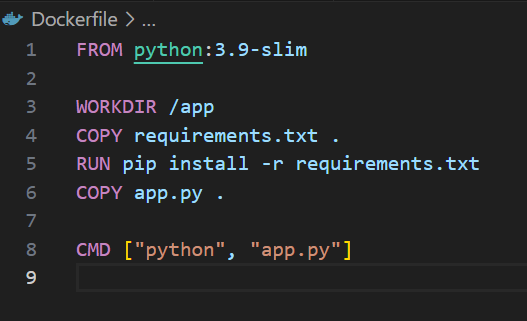 Dockerfile > ...
1 FROM python:3.9-slim
2
3 WORKDIR /app
4 COPY requirements.txt .
5 RUN pip install -r requirements.txt
6 COPY app.py .
7
8 CMD ["python", "app.py"]
9